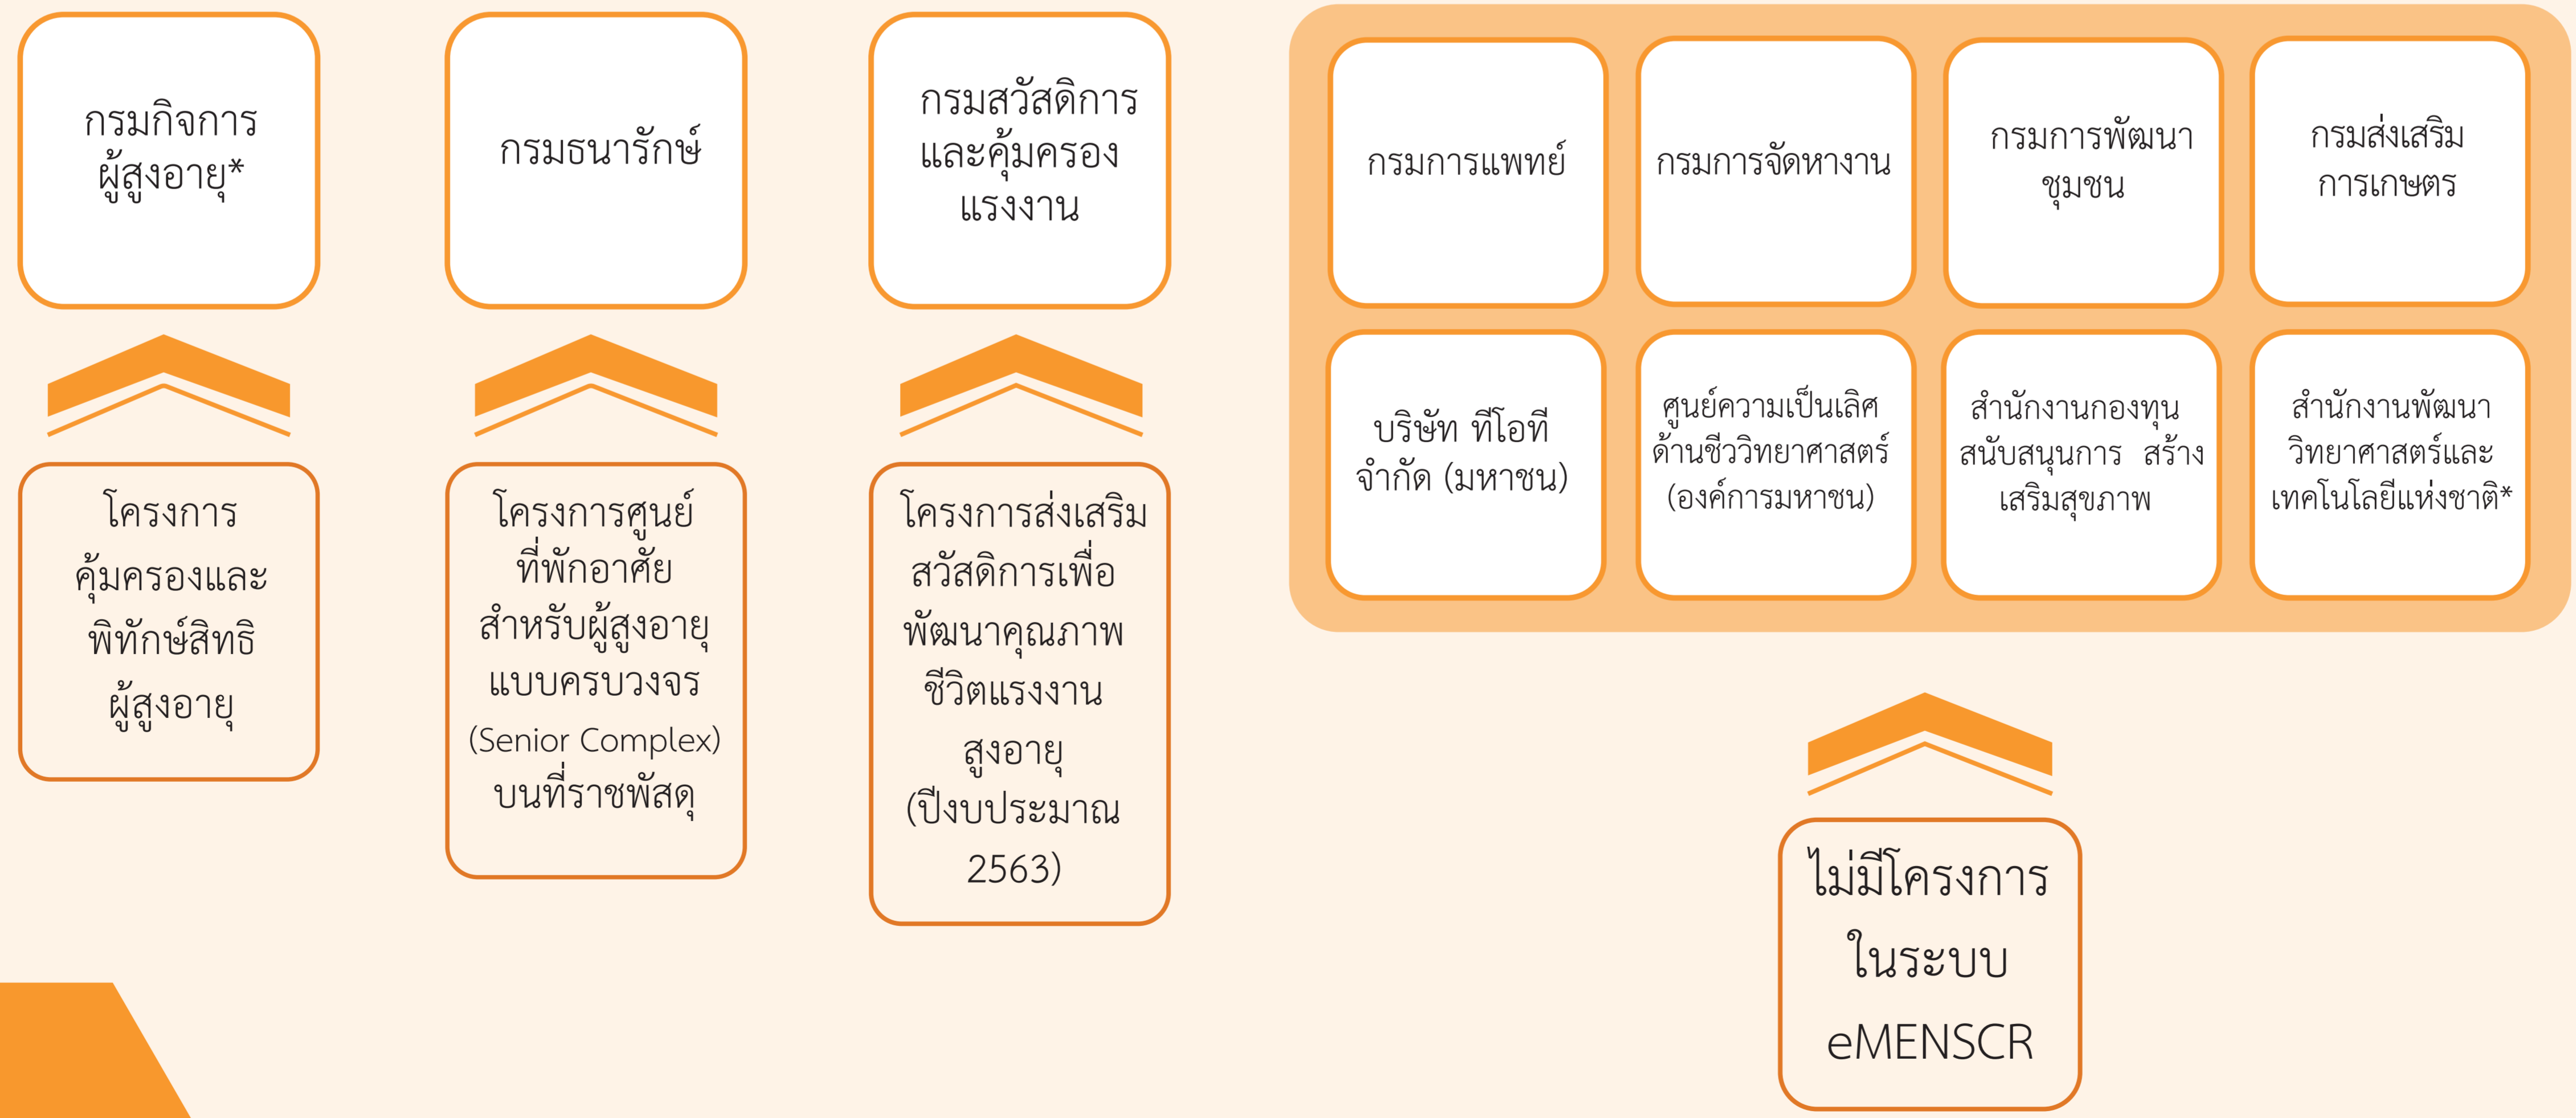 กรมกิจการ
ผู้สูงอายุ*
กรมธนารักษ์
กรมสวัสดิการ
และคุ้มครอง
แรงงาน
กรมการแพทย์
กรมการจัดหางาน
กรมการพัฒนา
ชุมชน
กรมส่งเสริม
การเกษตร
บริษัท ทีโอที
จำกัด (มหาชน)
ศูนย์ความเป็นเลิศ
ด้านชีววิทยาศาสตร์
(องค์การมหาชน)
สำนักงานกองทุน
สนับสนุนการ สร้าง
เสริมสุขภาพ
สำนักงานพัฒนา
วิทยาศาสตร์และ
เทคโนโลยีแห่งชาติ*
โครงการ
คุ้มครองและ
พิทักษ์สิทธิ
ผู้สูงอายุ
โครงการศูนย์
ที่พักอาศัย
สำหรับผู้สูงอายุ
แบบครบวงจร
(Senior Complex)
บนที่ราชพัสดุ
โครงการส่งเสริม
สวัสดิการเพื่อ
พัฒนาคุณภาพ
ชีวิตแรงงาน
สูงอายุ
(ปีงบประมาณ
2563)
ไม่มีโครงการ
ในระบบ
eMENSCR